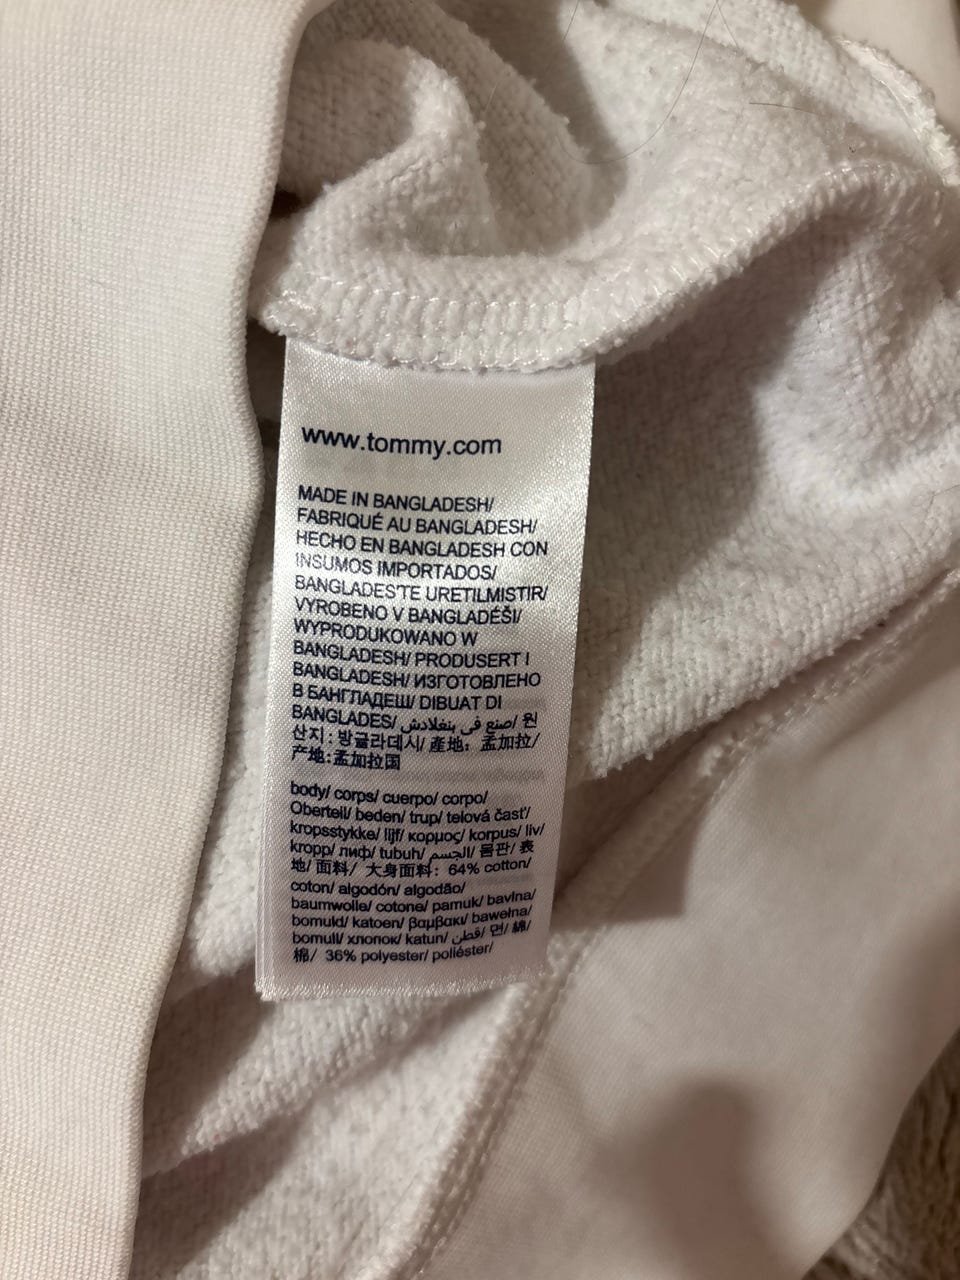 www.tommy.com
MADE IN BANGLADESH/
FABRIQUÉ AU BANGLADESH/
HECHO EN BANGLADESH CON
INSUMOS IMPORTADOS/
BANGLADES'TE URETILMISTIR/
VYROBENO V BANGLADÉŠI/
WYPRODUKOWANO W
BANGLADESH/ PRODUSERT I
BANGLADESH/ ИЗГОТОВЛЕНО
В БАНГЛАДЕШ/ DIBUAT DI
BANGLADES/ صنع في بنغلادش/ 원
산지 : 방글라데시/ 產地: 孟加拉/
产地:孟加拉国
body/ corps/ cuerpo/ corpo/
Oberteil/ beden/ trup/ telová časť/
kropsstykke/ lijf/ κορμος/ korpus/ liv/
kropp/ лиф/ tubuh/ الجسم/ 몸판/ 表
地/ 面料/ 大身面料: 64% cotton/
coton/ algodón/ algodão/
baumwolle/ cotone/ pamuk/ bavlna/
bomuld/ katoen/ βαμβακι/ bawełna/
bomull/ хлопок/ katun/ قطن/ 면/ 綿/
棉/ 36% polyester/ poliéster/